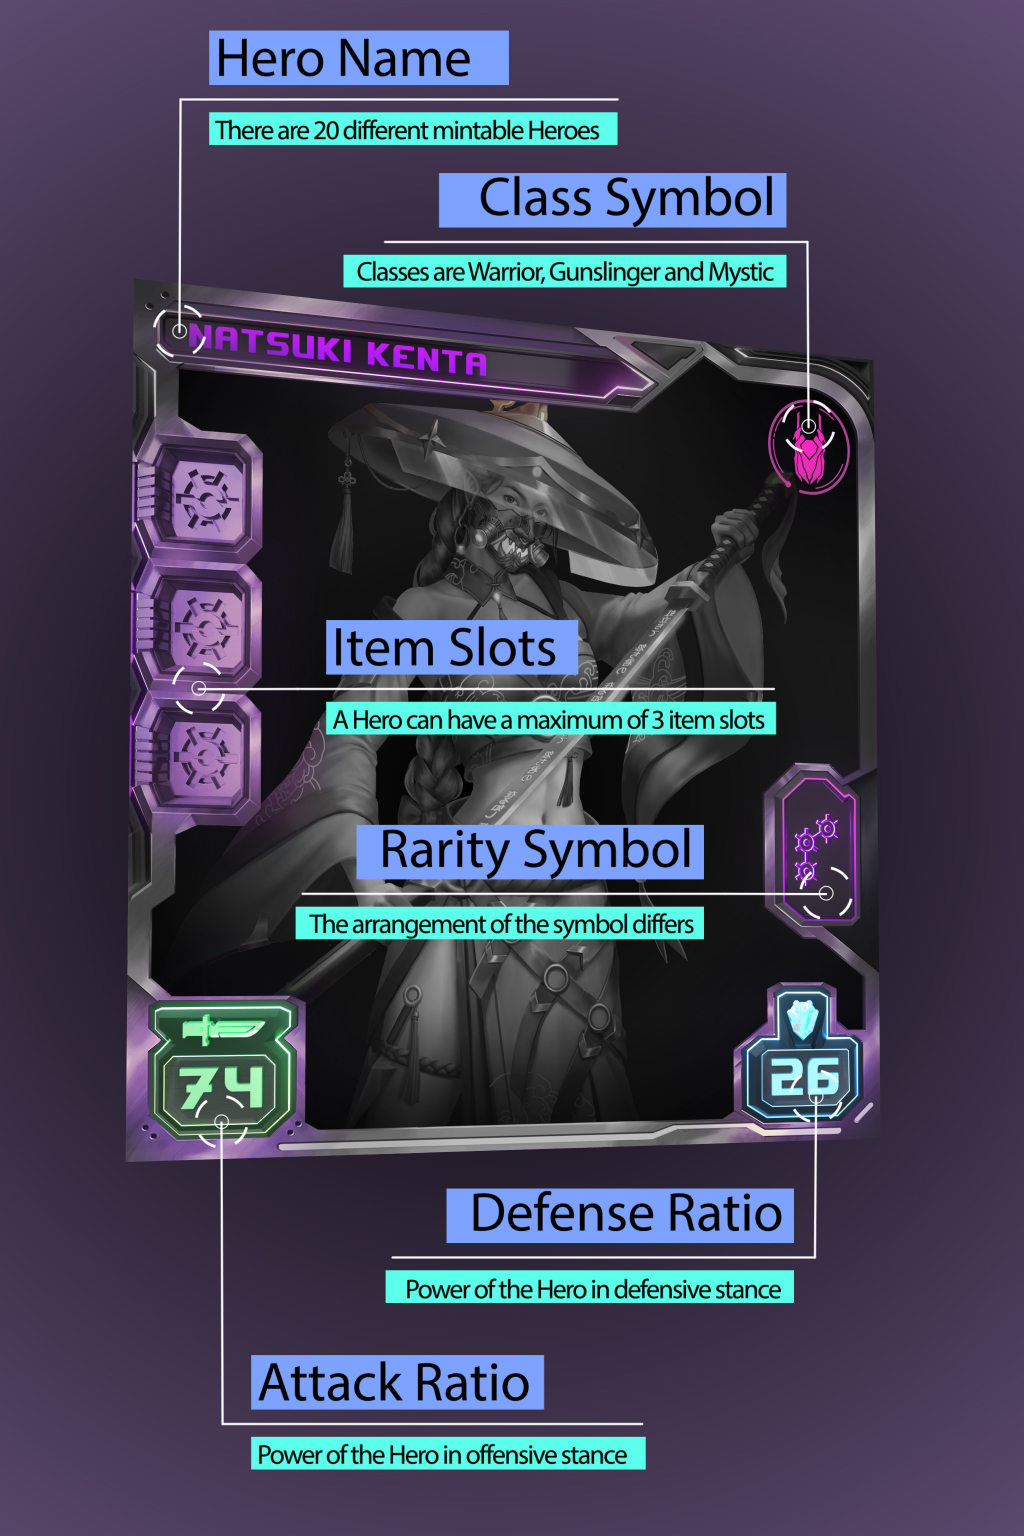 Hero Name
There are 20 different mintable Heroes
Class Symbol
Classes are Warrior, Gunslinger and Mystic
NATSUKI KENTA
Item Slots
A Hero can have a maximum of 3 item slots
Rarity Symbol
The arrangement of the symbol differs
74
26
Defense Ratio
Power of the Hero in defensive stance
Attack Ratio
Power of the Hero in offensive stance